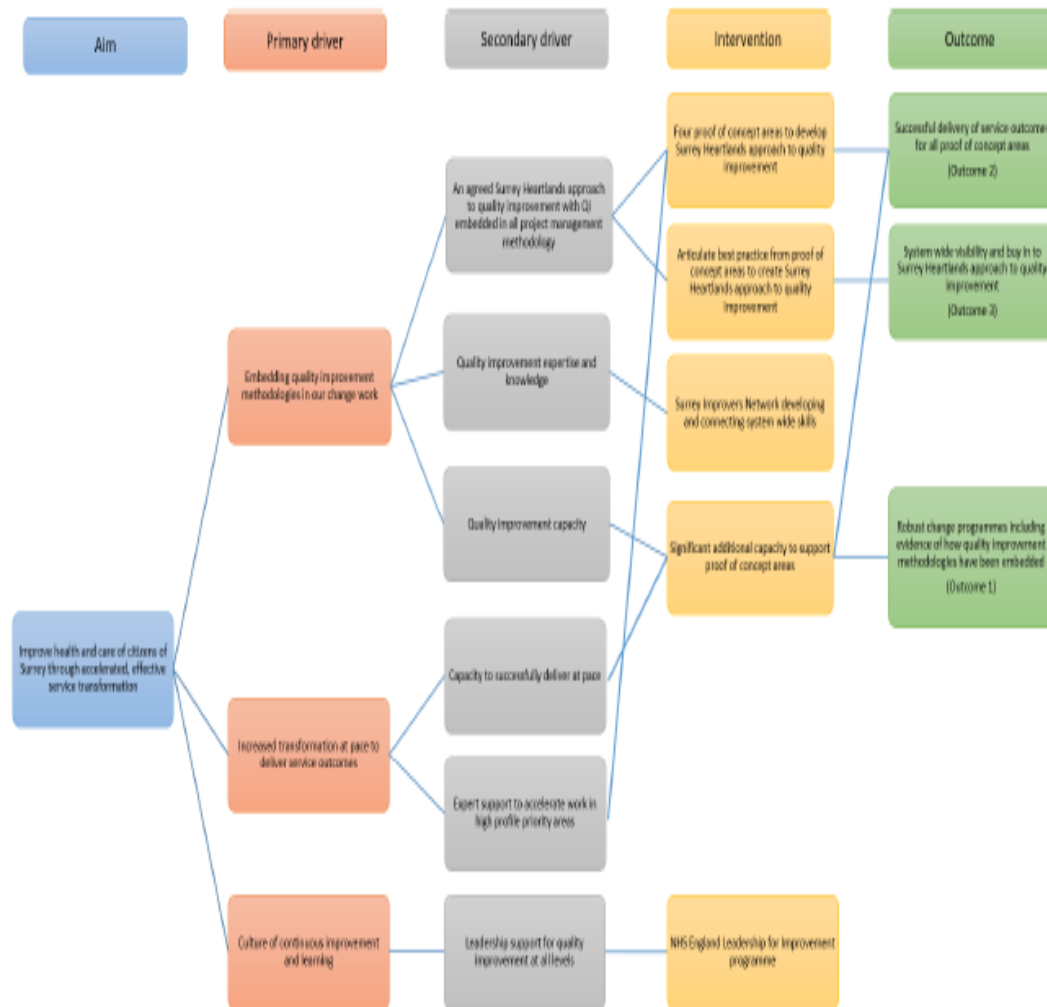 Aim
Primary driver
Secondary driver
Intervention
Outcome
Four proof of concept areas to develop
Surrey Heartlands approach to quality
improvement
Successful delivery of service outcomes
for all proof of concept areas
(Outcome 2)
An agreed Surrey Heartlands approach
to quality improvement with QI
embedded in all project management
methodology
Articulate best practice from proof of
concept areas to create Surrey
Heartlands approach to quality
improvement
System wide visibility and buy in to
Surrey Heartlands approach to quality
improvement
(Outcome 3)
Embedding quality improvement
methodologies in our change work
Quality improvement expertise and
knowledge
Surrey Improvers Network developing
and connecting system wide skills
Quality improvement capacity
Significant additional capacity to support
proof of concept areas
Robust change programmes including
evidence of how quality improvement
methodologies have been embedded
(Outcome 1)
Improve health and care of citizens of
Surrey through accelerated, effective
service transformation
Increased transformation at pace to
deliver service outcomes
Capacity to successfully deliver at pace
Expert support to accelerate work in
high profile priority areas
Culture of continuous improvement
and learning
Leadership support for quality
improvement at all levels
NHS England Leadership for Improvement
programme